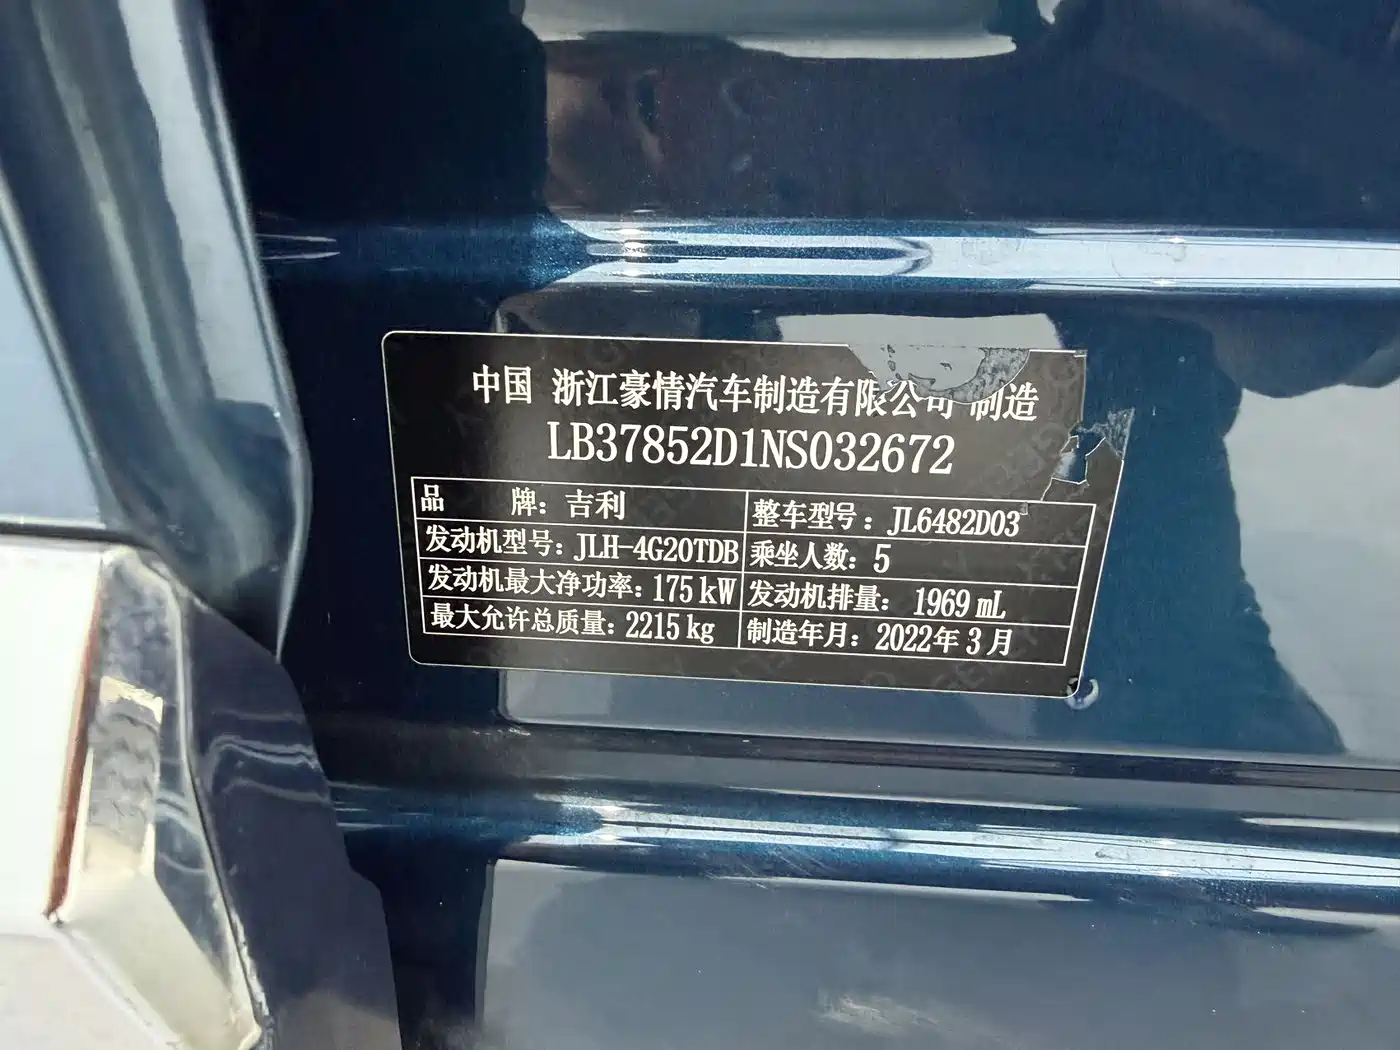 中国 浙江豪情汽车制造有限公司 制造
LB37852D1NS032672
品 牌：吉利 整车型号：JL6482D03
发动机型号：JLH-4G20TDB 乘坐人数：5
发动机最大净功率：175 kW 发动机排量： 1969 mL
最大允许总质量：2215 kg 制造年月：2022年 3 月